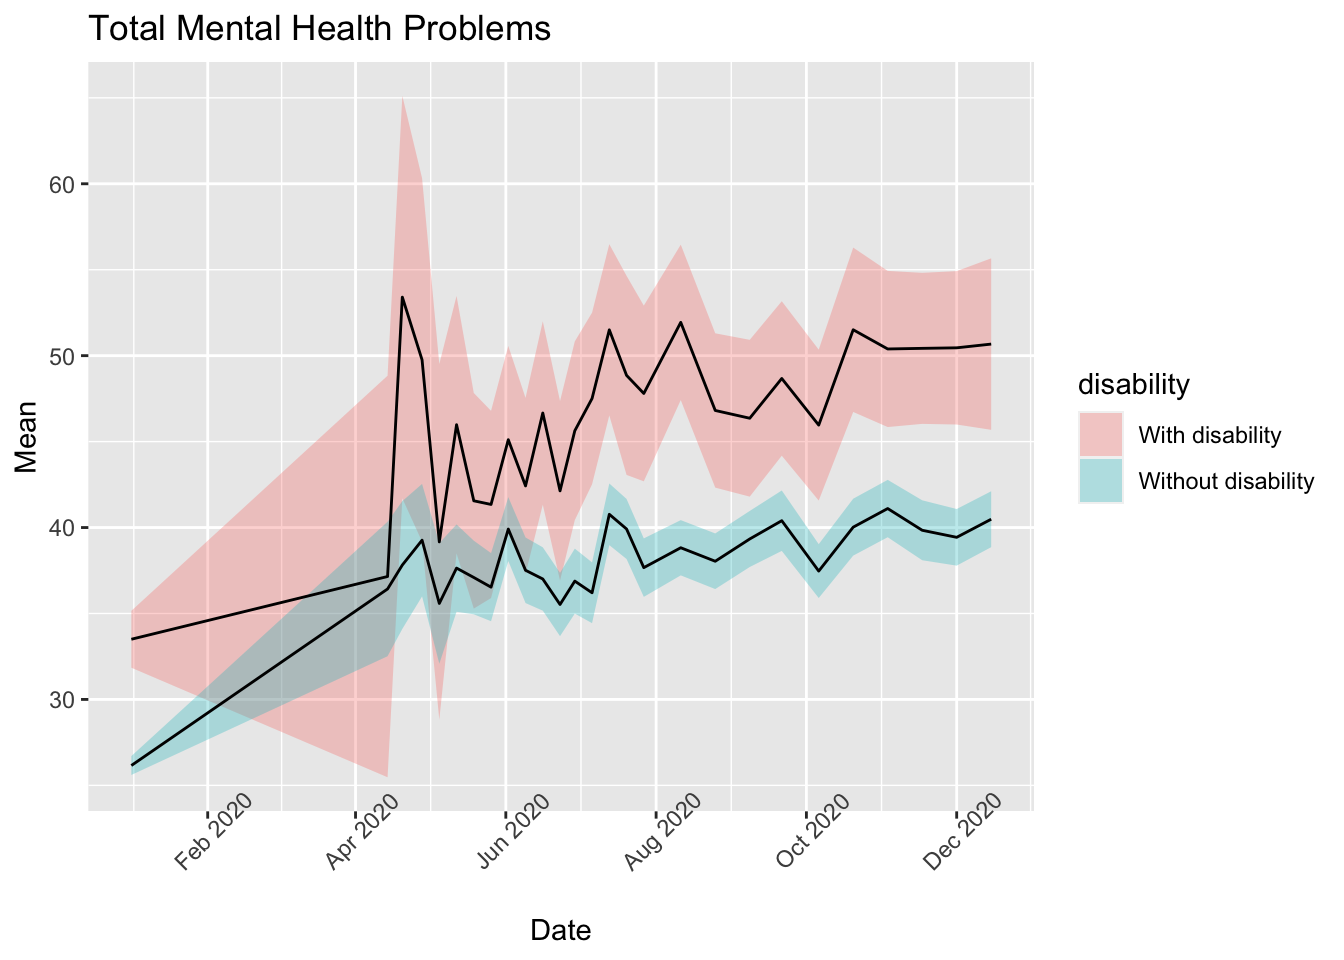 Total Mental Health Problems
Mean
60
50
40
30
Feb 2020
Apr 2020
Jun 2020
Aug 2020
Oct 2020
Dec 2020
Date
disability
With disability
Without disability